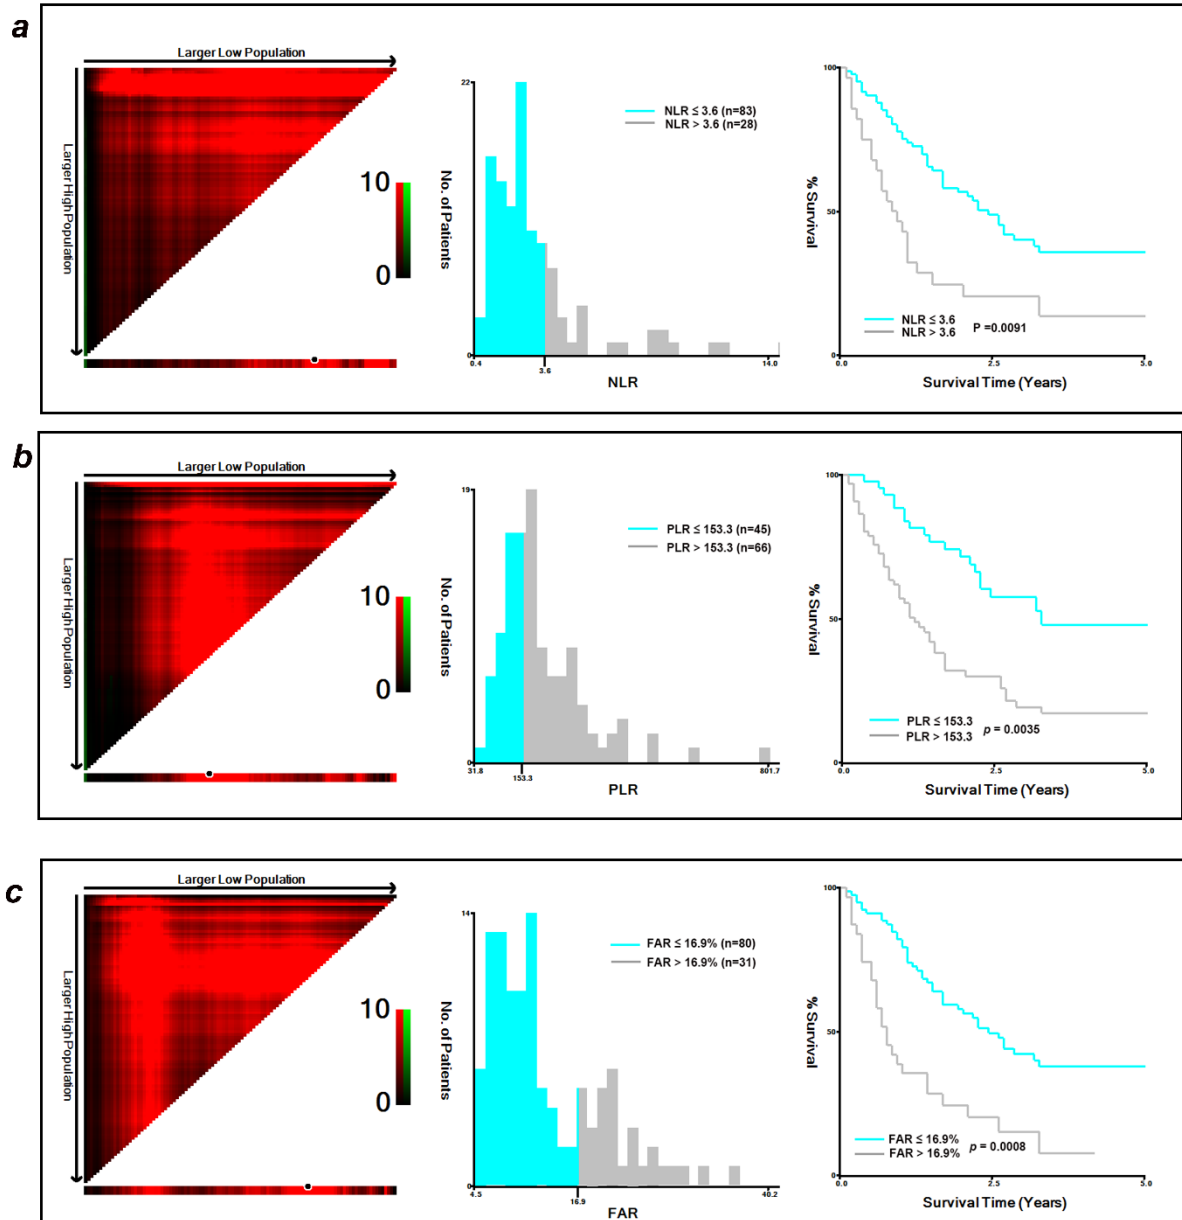 a
Larger Low Population
Larger High Population
10
0
No. of Patients
22
0
0.4
3.6
14.0
NLR
NLR ≤ 3.6 (n=83)
NLR > 3.6 (n=28)
% Survival
100
50
0
0.0
2.5
5.0
Survival Time (Years)
NLR ≤ 3.6
NLR > 3.6
P =0.0091
b
Larger Low Population
Larger High Population
10
0
No. of Patients
19
0
31.8
153.3
801.7
PLR
PLR ≤ 153.3 (n=45)
PLR > 153.3 (n=66)
% Survival
100
50
0
0.0
2.5
5.0
Survival Time (Years)
PLR ≤ 153.3
PLR > 153.3
p = 0.0035
c
Larger Low Population
Larger High Population
10
0
No. of Patients
14
0
4.5
16.9
40.2
FAR
FAR ≤ 16.9% (n=80)
FAR > 16.9% (n=31)
% Survival
100
50
0
0.0
2.5
5.0
Survival Time (Years)
FAR ≤ 16.9%
FAR > 16.9%
p = 0.0008